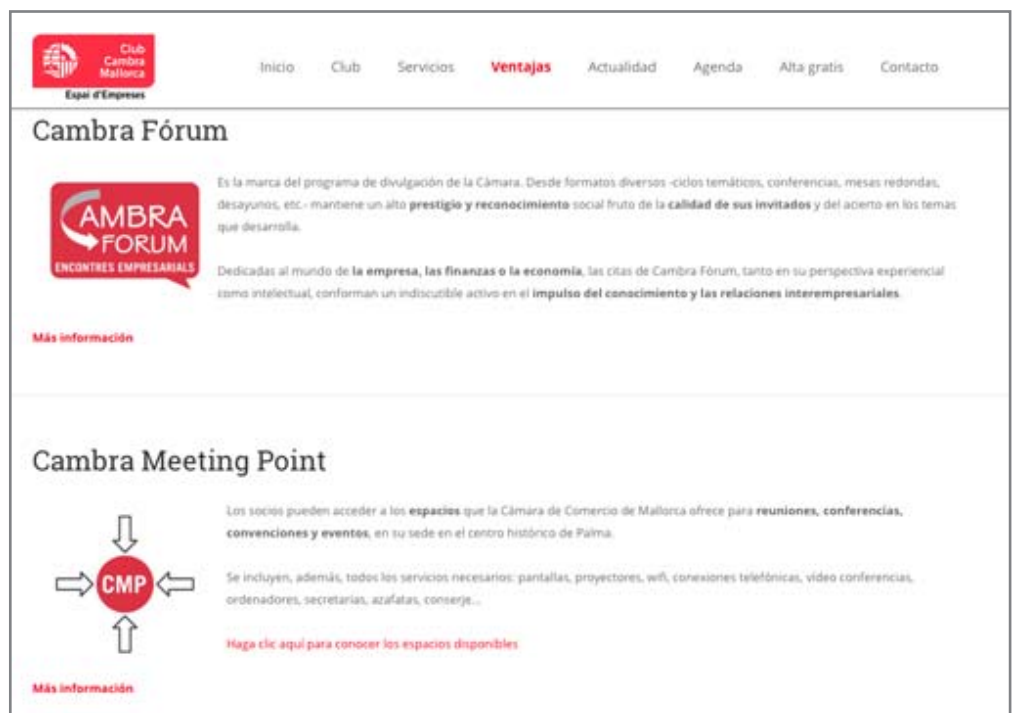 Club
Cambra
Mallorca
Espai d'Empreses
Inicio Club Servicios Ventajas Actualidad Agenda Alta gratis Contacto
Cambra Fórum
CAMBRA
FORUM
ENCONTRES EMPRESARIALS
Es la marca del programa de divulgación de la Cámara. Desde formatos diversos -ciclos temáticos, conferencias, mesas redondas,
desayunos, etc.- mantiene un alto prestigio y reconocimiento social fruto de la calidad de sus invitados y del acierto en los temas
que desarrolla.
Dedicadas al mundo de la empresa, las finanzas o la economía, las citas de Cambra Fórum, tanto en su perspectiva experiencial
como intelectual, conforman un indiscutible activo en el impulso del conocimiento y las relaciones interempresariales.
Más información
Cambra Meeting Point
CMP
Los socios pueden acceder a los espacios que la Cámara de Comercio de Mallorca ofrece para reuniones, conferencias,
convenciones y eventos, en su sede en el centro histórico de Palma.
Se incluyen, además, todos los servicios necesarios: pantallas, proyectores, wifi, conexiones telefónicas, vídeo conferencias,
ordenadores, secretarias, azafatas, conserje...
Haga clic aquí para conocer los espacios disponibles
Más información